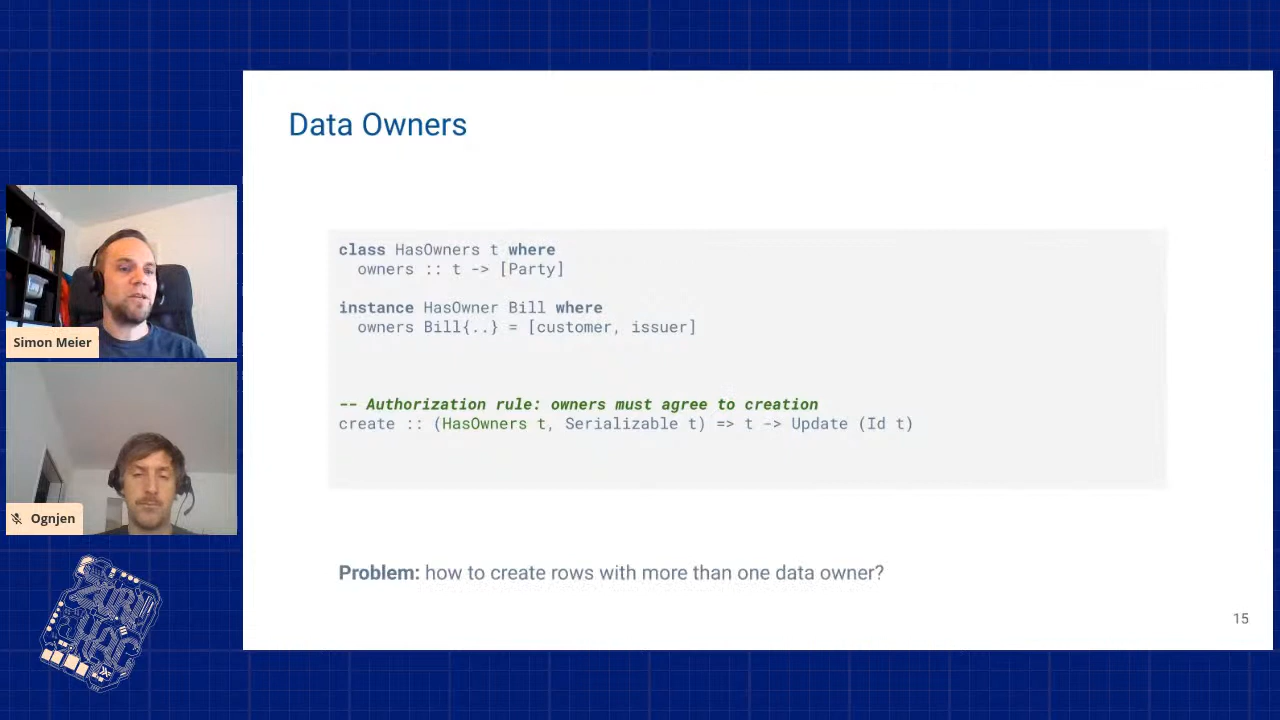 Data Owners
class HasOwners t where
owners :: t -> [Party]
instance HasOwner Bill where
owners Bill{..} = [customer, issuer]
-- Authorization rule: owners must agree to creation
create :: (HasOwners t, Serializable t) => t -> Update (Id t)
Problem: how to create rows with more than one data owner?
15
Simon Meier
Ognjen
ZURI
HAC